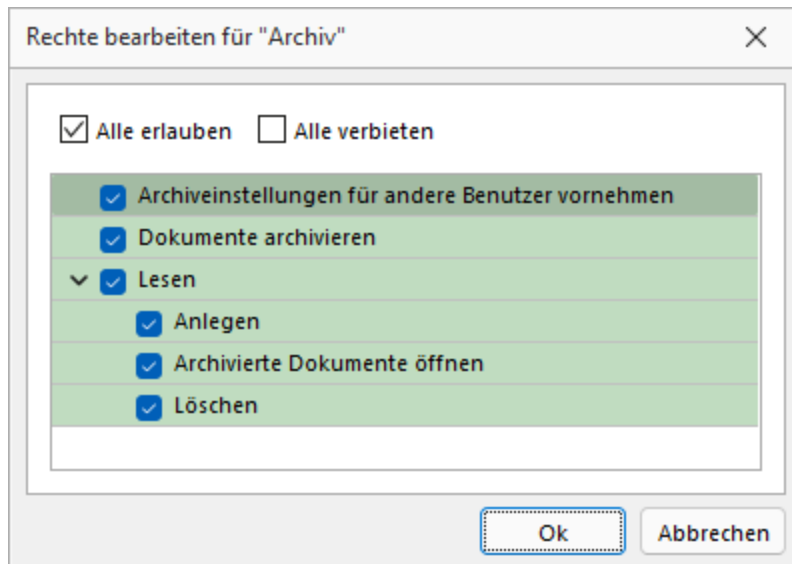 Rechte bearbeiten für "Archiv"
Alle erlauben Alle verbieten
Archiveinstellungen für andere Benutzer vornehmen
Dokumente archivieren
Lesen
Anlegen
Archivierte Dokumente öffnen
Löschen
Ok Abbrechen